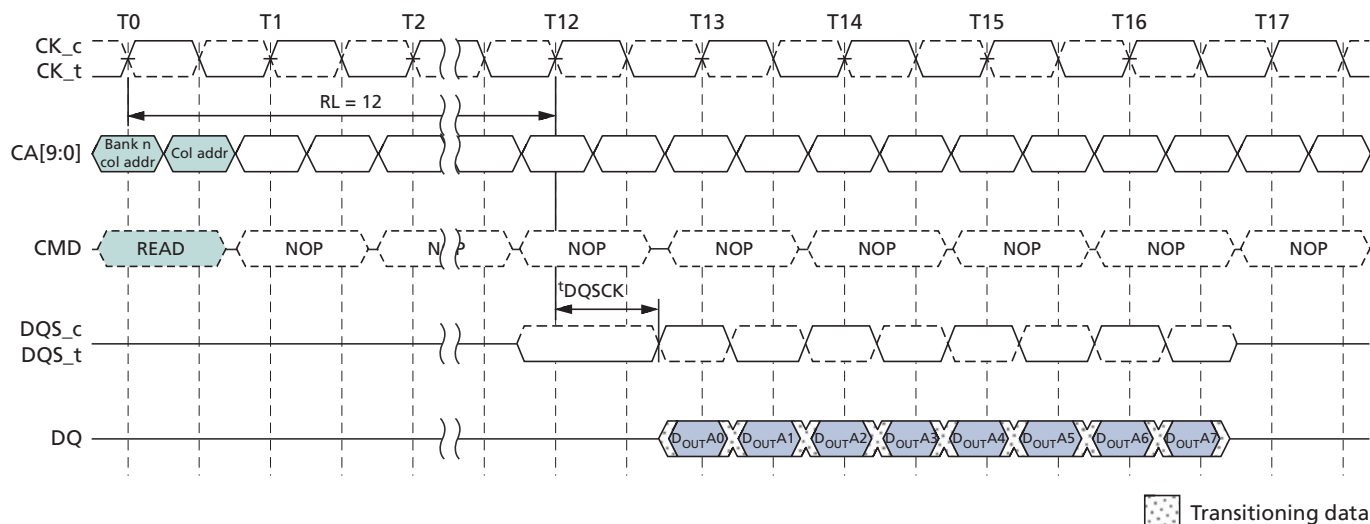 T0 T1 T2 T12 T13 T14 T15 T16 T17
CK_c
CK_t
RL = 12
CA[9:0]
Bank n
col addr
Col addr
CMD
READ NOP NOP NOP NOP NOP NOP NOP NOP
tDQSCK
DQS_c
DQS_t
DQ
DOUTA0 DOUTA1 DOUTA2 DOUTA3 DOUTA4 DOUTA5 DOUTA6 DOUTA7
Transitioning data